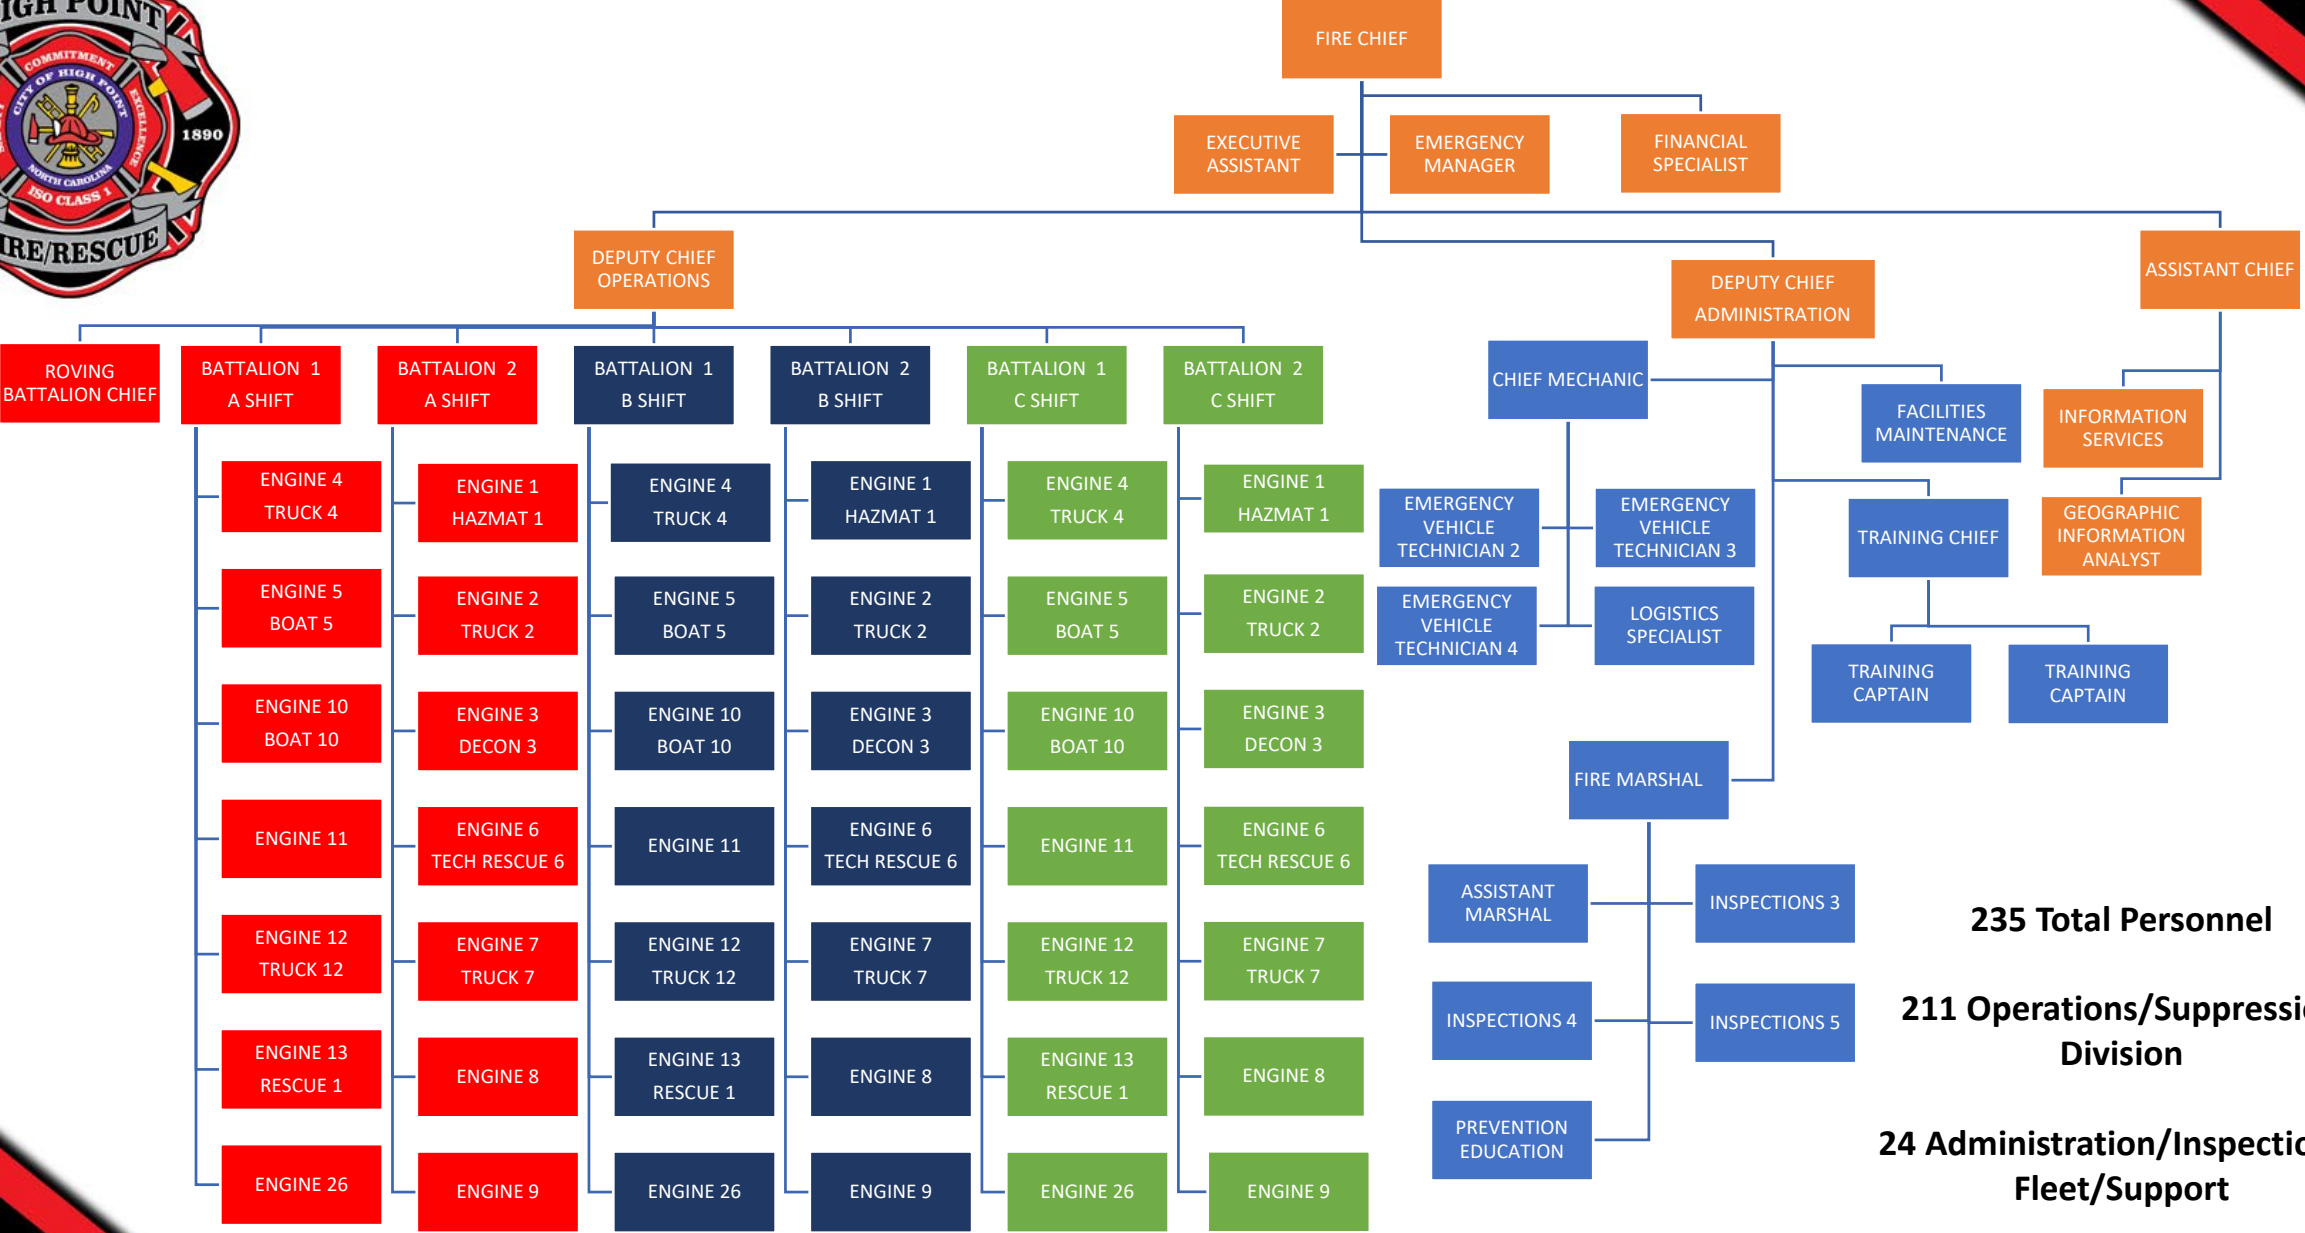 HIGH POINT
COMMITMENT
CITY OF HIGH POINT
EXCELLENCE
1890
NORTH CAROLINA
ISO CLASS 1
FIRE/RESCUE
FIRE CHIEF
EXECUTIVE
ASSISTANT
EMERGENCY
MANAGER
FINANCIAL
SPECIALIST
DEPUTY CHIEF
OPERATIONS
DEPUTY CHIEF
ADMINISTRATION
ASSISTANT CHIEF
ROVING
BATTALION CHIEF
BATTALION 1
A SHIFT
BATTALION 2
A SHIFT
BATTALION 1
B SHIFT
BATTALION 2
B SHIFT
BATTALION 1
C SHIFT
BATTALION 2
C SHIFT
ENGINE 4
TRUCK 4
ENGINE 5
BOAT 5
ENGINE 10
BOAT 10
ENGINE 11
ENGINE 12
TRUCK 12
ENGINE 13
RESCUE 1
ENGINE 26
ENGINE 1
HAZMAT 1
ENGINE 2
TRUCK 2
ENGINE 3
DECON 3
ENGINE 6
TECH RESCUE 6
ENGINE 7
TRUCK 7
ENGINE 8
ENGINE 9
ENGINE 4
TRUCK 4
ENGINE 5
BOAT 5
ENGINE 10
BOAT 10
ENGINE 11
ENGINE 12
TRUCK 12
ENGINE 13
RESCUE 1
ENGINE 26
ENGINE 1
HAZMAT 1
ENGINE 2
TRUCK 2
ENGINE 3
DECON 3
ENGINE 6
TECH RESCUE 6
ENGINE 7
TRUCK 7
ENGINE 8
ENGINE 9
ENGINE 4
TRUCK 4
ENGINE 5
BOAT 5
ENGINE 10
BOAT 10
ENGINE 11
ENGINE 12
TRUCK 12
ENGINE 13
RESCUE 1
ENGINE 26
ENGINE 1
HAZMAT 1
ENGINE 2
TRUCK 2
ENGINE 3
DECON 3
ENGINE 6
TECH RESCUE 6
ENGINE 7
TRUCK 7
ENGINE 8
ENGINE 9
CHIEF MECHANIC
EMERGENCY
VEHICLE
TECHNICIAN 2
EMERGENCY
VEHICLE
TECHNICIAN 3
EMERGENCY
VEHICLE
TECHNICIAN 4
LOGISTICS
SPECIALIST
FACILITIES
MAINTENANCE
TRAINING CHIEF
TRAINING
CAPTAIN
TRAINING
CAPTAIN
FIRE MARSHAL
ASSISTANT
MARSHAL
INSPECTIONS 3
INSPECTIONS 4
INSPECTIONS 5
PREVENTION
EDUCATION
INFORMATION
SERVICES
GEOGRAPHIC
INFORMATION
ANALYST
235 Total Personnel
211 Operations/Suppressi
Division
24 Administration/Inspectio
Fleet/Support